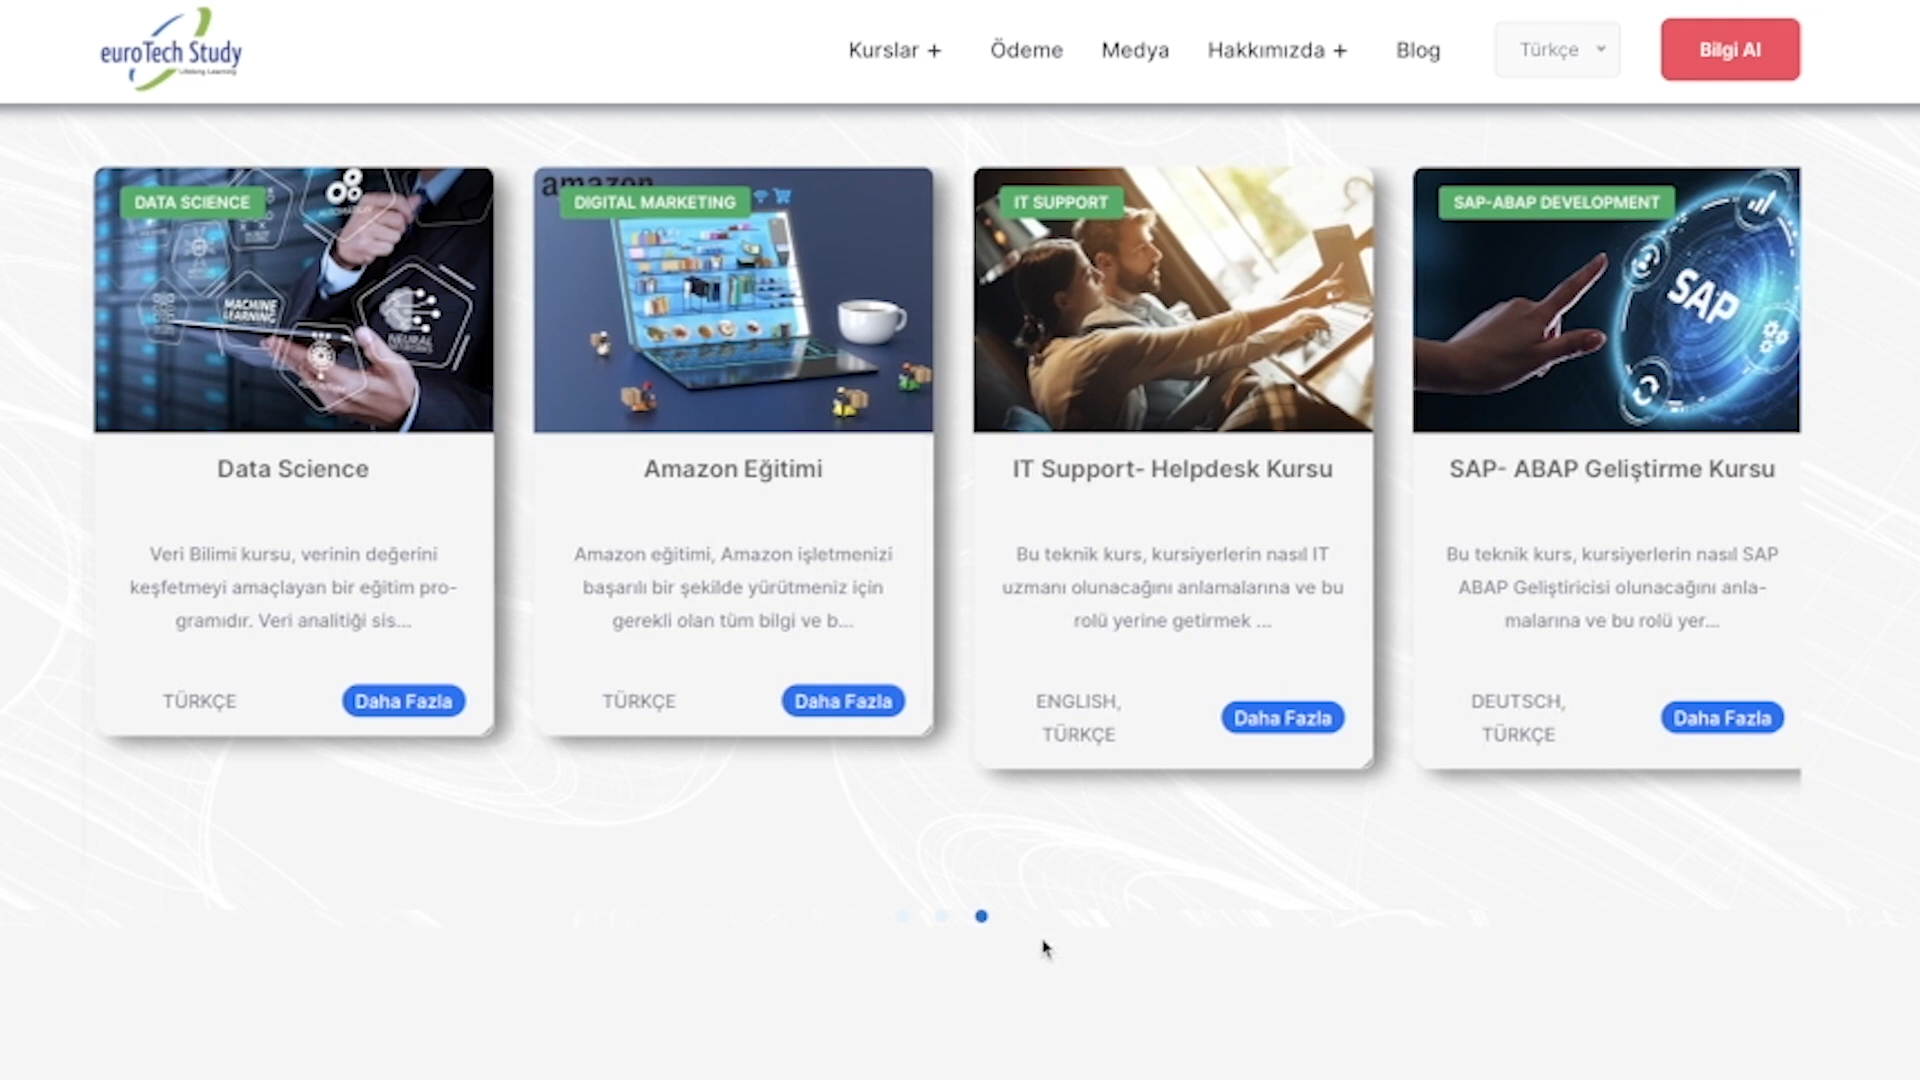 euroTech Study
Lifelong Learning
Kurslar +
Ödeme
Medya
Hakkımızda +
Blog
Türkçe
Bilgi Al
DATA SCIENCE
MACHINE
LEARNING
NEURAL
Data Science
Veri Bilimi kursu, verinin değerini
keşfetmeyi amaçlayan bir eğitim pro-
gramıdır. Veri analitiği sis...
TÜRKÇE
Daha Fazla
amazon
DIGITAL MARKETING
Amazon Eğitimi
Amazon eğitimi, Amazon işletmenizi
başarılı bir şekilde yürütmeniz için
gerekli olan tüm bilgi ve b...
TÜRKÇE
Daha Fazla
IT SUPPORT
IT Support- Helpdesk Kursu
Bu teknik kurs, kursiyerlerin nasıl IT
uzmanı olunacağını anlamalarına ve bu
rolü yerine getirmek ...
ENGLISH,
TÜRKÇE
Daha Fazla
SAP-ABAP DEVELOPMENT
SAP
SAP- ABAP Geliştirme Kursu
Bu teknik kurs, kursiyerlerin nasıl SAP
ABAP Geliştiricisi olunacağını anla-
malarına ve bu rolü yer...
DEUTSCH,
TÜRKÇE
Daha Fazla